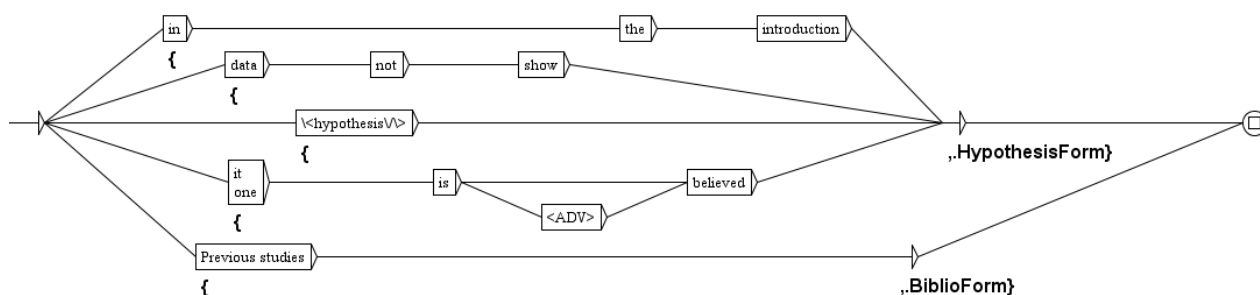 in the introduction
{
data not show
{
\<hypothesis\/\>
{
,.HypothesisForm}
it is believed
one
<ADV>
{
Previous studies
{
,.BiblioForm}